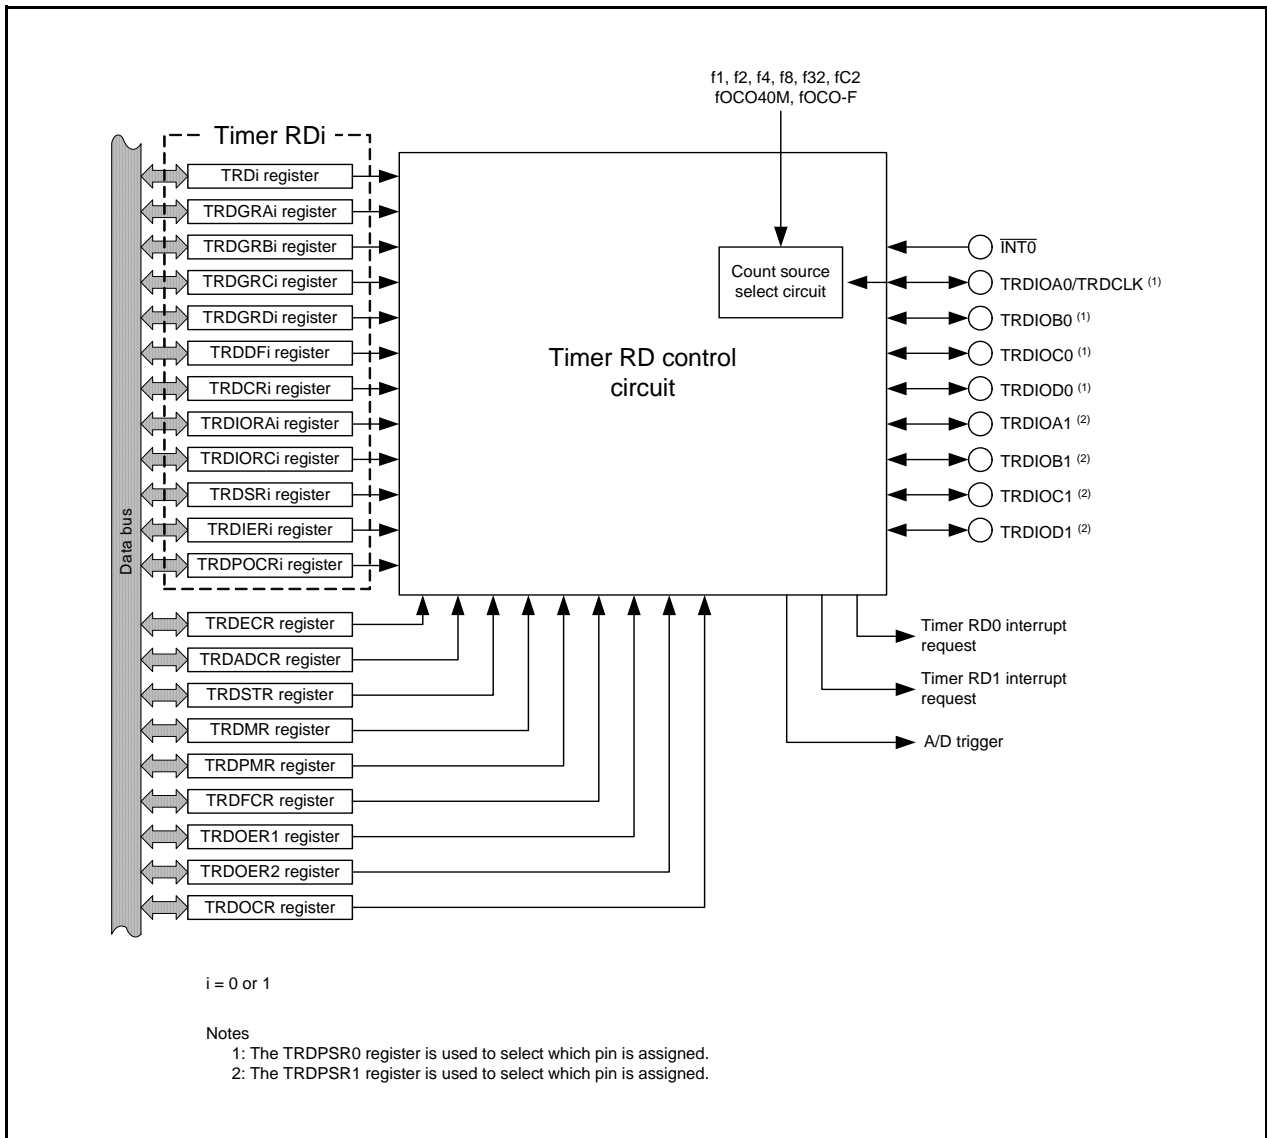 f1, f2, f4, f8, f32, fC2
fOCO40M, fOCO-F
Timer RDi
TRDi register
TRDGRAi register
TRDGRBi register
TRDGRCi register
TRDGRDi register
TRDDFi register
TRDCRi register
TRDIORAi register
TRDIORCi register
TRDSRi register
TRDIERi register
TRDPOCRi register
Data bus
TRDECR register
TRDADCR register
TRDSTR register
TRDMR register
TRDPMR register
TRDFCR register
TRDOER1 register
TRDOER2 register
TRDOCR register
Count source
select circuit
Timer RD control
circuit
INT0
TRDIOA0/TRDCLK (1)
TRDIOB0 (1)
TRDIOC0 (1)
TRDIOD0 (1)
TRDIOA1 (2)
TRDIOB1 (2)
TRDIOC1 (2)
TRDIOD1 (2)
Timer RD0 interrupt
request
Timer RD1 interrupt
request
A/D trigger
i = 0 or 1
Notes
1: The TRDPSR0 register is used to select which pin is assigned.
2: The TRDPSR1 register is used to select which pin is assigned.